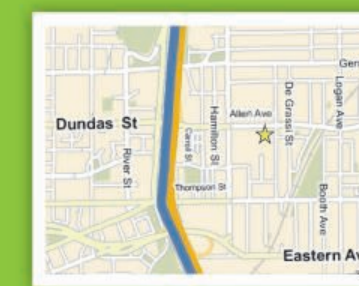 Dundas St
River St
Carroll St
Hamilton St
Thompson St
Allen Ave
De Grassi St
Logan Ave
Booth Ave
Eastern